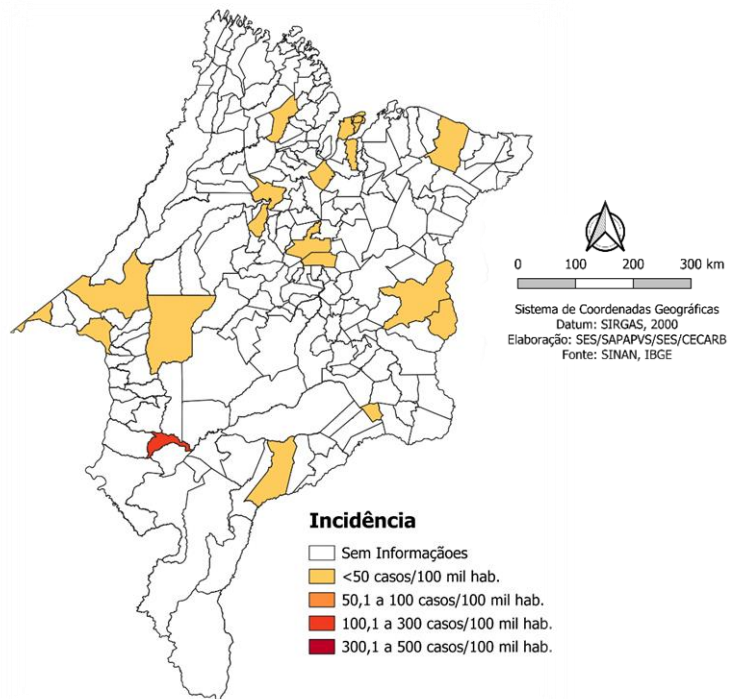 0 100 200 300 km
Sistema de Coordenadas Geográficas
Datum: SIRGAS, 2000
Elaboração: SES/SAPAPVS/SES/CECARB
Fonte: SINAN, IBGE
Incidência
Sem Informaçãoes
<50 casos/100 mil hab.
50,1 a 100 casos/100 mil hab.
100,1 a 300 casos/100 mil hab.
300,1 a 500 casos/100 mil hab.